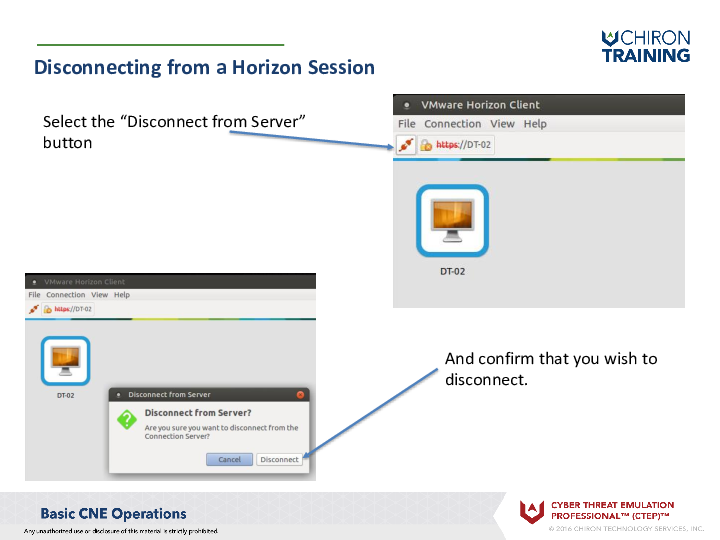 CHIRON
TRAINING
Disconnecting from a Horizon Session
Select the “Disconnect from Server”
button
VMware Horizon Client
File Connection View Help
https://DT-02
DT-02
VMware Horizon Client
File Connection View Help
https://DT-02
DT-02
Disconnect from Server
Disconnect from Server?
Are you sure you want to disconnect from the
Connection Server?
Cancel Disconnect
And confirm that you wish to
disconnect.
Basic CNE Operations
Any unauthorized use or disclosure of this material is strictly prohibited.
CYBER THREAT EMULATION
PROFESSIONAL™ (CTEP)™
© 2016 CHIRON TECHNOLOGY SERVICES, INC.